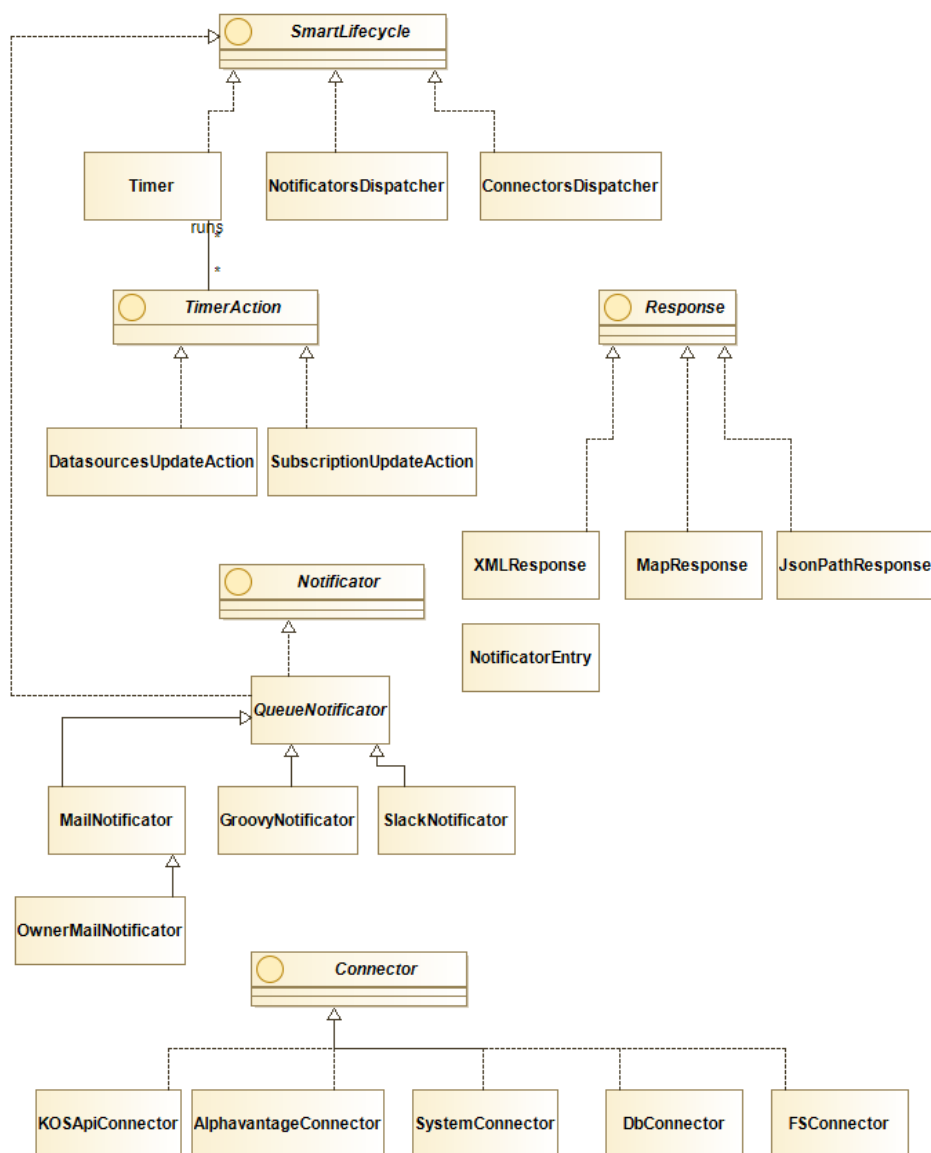 SmartLifecycle
Timer
NotificatorsDispatcher
ConnectorsDispatcher
runs
*
*
TimerAction
Response
DatasourcesUpdateAction
SubscriptionUpdateAction
XMLResponse
MapResponse
JsonPathResponse
Notificator
NotificatorEntry
QueueNotificator
MailNotificator
GroovyNotificator
SlackNotificator
OwnerMailNotificator
Connector
KOSApiConnector
AlphavantageConnector
SystemConnector
DbConnector
FSConnector